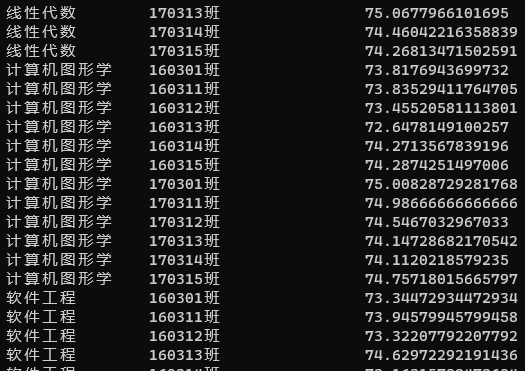 线性代数 170313班 75.0677966101695
线性代数 170314班 74.46042216358839
线性代数 170315班 74.26813471502591
计算机图形学 160301班 73.8176943699732
计算机图形学 160311班 73.83529411764705
计算机图形学 160312班 73.45520581113801
计算机图形学 160313班 72.6478149100257
计算机图形学 160314班 74.2713567839196
计算机图形学 160315班 74.2874251497006
计算机图形学 170301班 75.00828729281768
计算机图形学 170311班 74.98666666666666
计算机图形学 170312班 74.5467032967033
计算机图形学 170313班 74.14728682170542
计算机图形学 170314班 74.1120218579235
计算机图形学 170315班 74.75718015665797
软件工程 160301班 73.34472934472934
软件工程 160311班 73.94579945799458
软件工程 160312班 73.32207792207792
软件工程 160313班 74.62972292191436